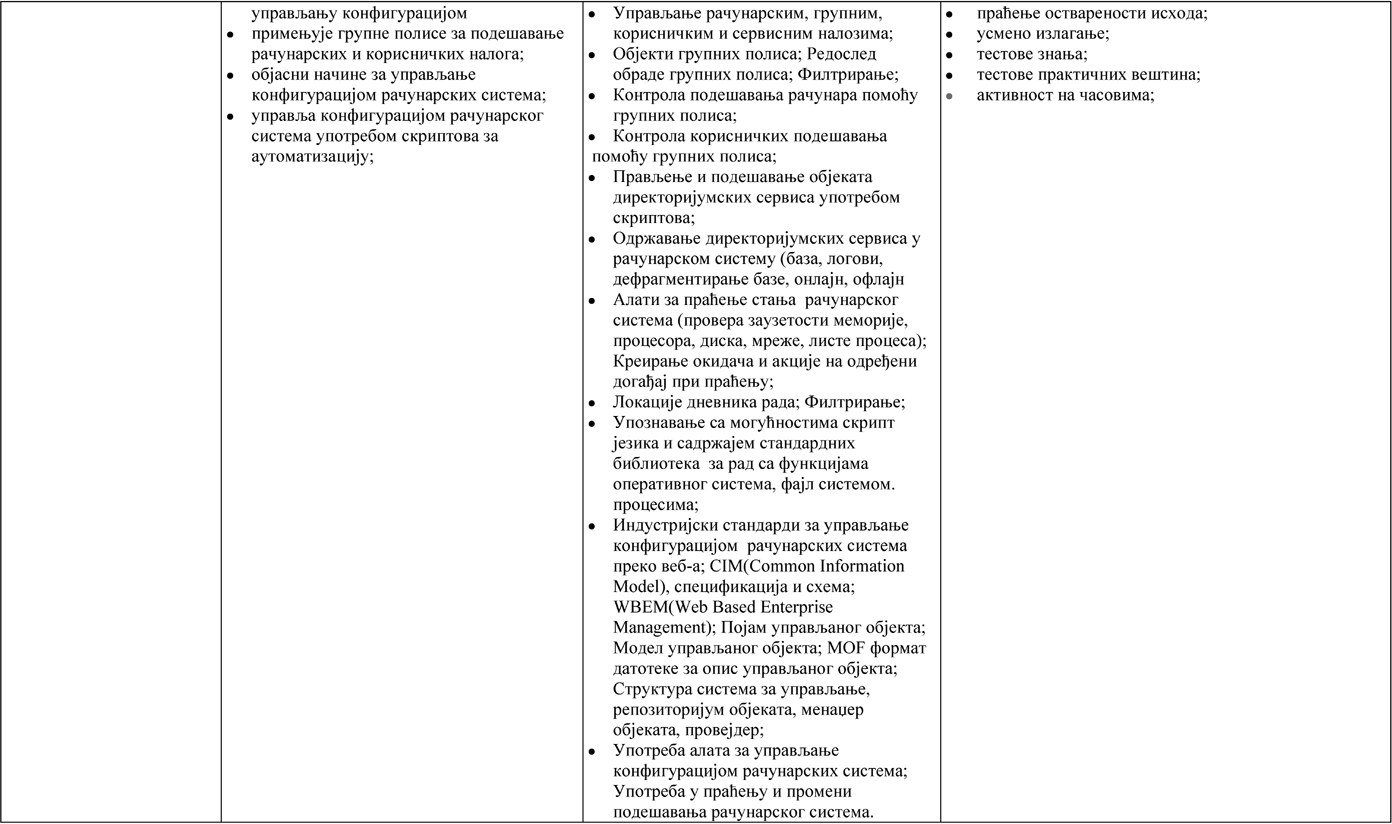 управљању конфигурацијом
• примењује групне полисе за подешавање
рачунарских и корисничких налога;
• објасни начине за управљање
конфигурацијом рачунарских система;
• управља конфигурацијом рачунарског
система употребом скриптова за
аутоматизацију;
• Управљање рачунарским, групним,
корисничким и сервисним налозима;
• Објекти групних полиса; Редослед
обраде групних полиса; Филтрирање;
• Контрола подешавања рачунара помоћу
групних полиса;
• Контрола корисничких подешавања
помоћу групних полиса;
• Прављење и подешавање објеката
директоријумских сервиса употребом
скриптова;
• Одржавање директоријумских сервиса у
рачунарском систему (база, логови,
дефрагментирање базе, онлајн, офлајн
• Алати за праћење стања рачунарског
система (провера заузетости меморије,
процесора, диска, мреже, листе процеса);
Креирање окидача и акције на одређени
догађај при праћењу;
• Локације дневника рада; Филтрирање;
• Упознавање са могућностима скрипт
језика и садржајем стандардних
библиотека за рад са функцијама
оперативног система, фајл системом.
процесима;
• Индустријски стандарди за управљање
конфигурацијом рачунарских система
преко веб-а; CIM(Common Information
Model), спецификација и схема;
WBEM(Web Based Enterprise
Management); Појам управљаног објекта;
Модел управљаног објекта; MOF формат
датотеке за опис управљаног објекта;
Структура система за управљање,
репозиторијум објеката, менаџер
објеката, провејдер;
• Употреба алата за управљање
конфигурацијом рачунарских система;
Употреба у праћењу и промени
подешавања рачунарског система.
• праћење остварености исхода;
• усмено излагање;
• тестове знања;
• тестове практичних вештина;
• активност на часовима;